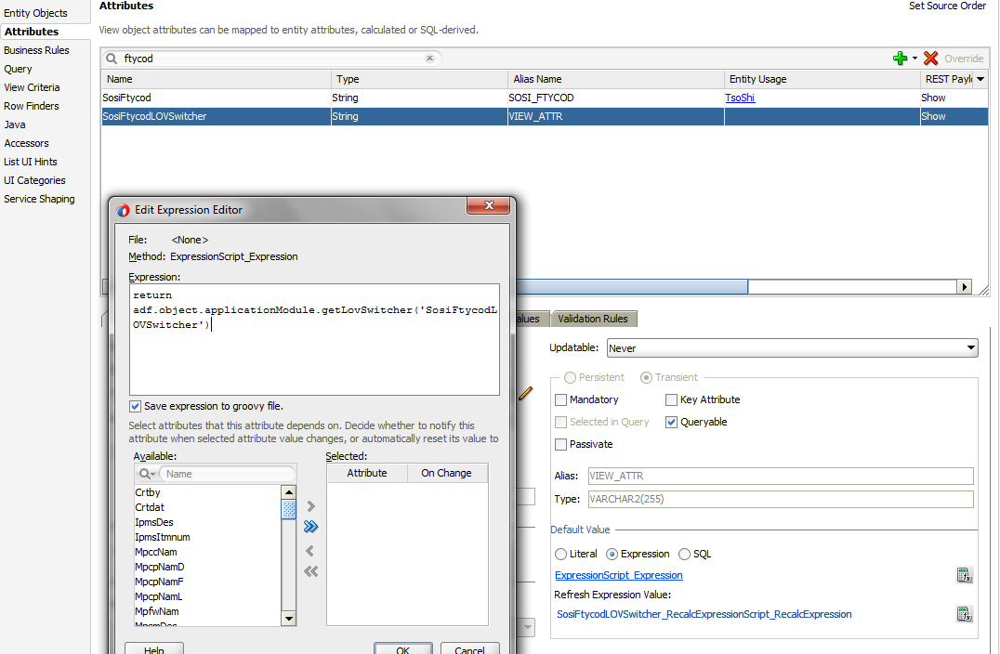 Entity Objects
Attributes
Business Rules
Query
View Criteria
Row Finders
Java
Accessors
List UI Hints
UI Categories
Service Shaping
Attributes
Set Source Order
View object attributes can be mapped to entity attributes, calculated or SQL-derived.
ftycod
Override
Name Type Alias Name Entity Usage REST Paylo
SosiFtycod String SOSI_FTYCOD TsoShi Show
SosiFtycodLOVSwitcher String VIEW_ATTR Show
Edit Expression Editor
File: <None>
Method: ExpressionScript_Expression
Expression:
return
adf.object.applicationModule.getLovSwitcher('SosiFtycodL
OVSwitcher')
Save expression to groovy file.
Select attributes that this attribute depends on. Decide whether to notify this
attribute when selected attribute value changes, or automatically reset its value to
Available:
Name
Crtby
Crtdat
IpmsDes
IpmsItmnum
MpccNam
MpcpNamD
MpcpNamF
MpcpNamL
MpfwNam
Selected:
Attribute On Change
Help OK Cancel
alues Validation Rules
Updatable: Never
Persistent Transient
Mandatory Key Attribute
Selected in Query Queryable
Passivate
Alias: VIEW_ATTR
Type: VARCHAR2(255)
Default Value
Literal Expression SQL
ExpressionScript_Expression
Refresh Expression Value:
SosiFtycodLOVSwitcher_RecalcExpressionScript_RecalcExpression